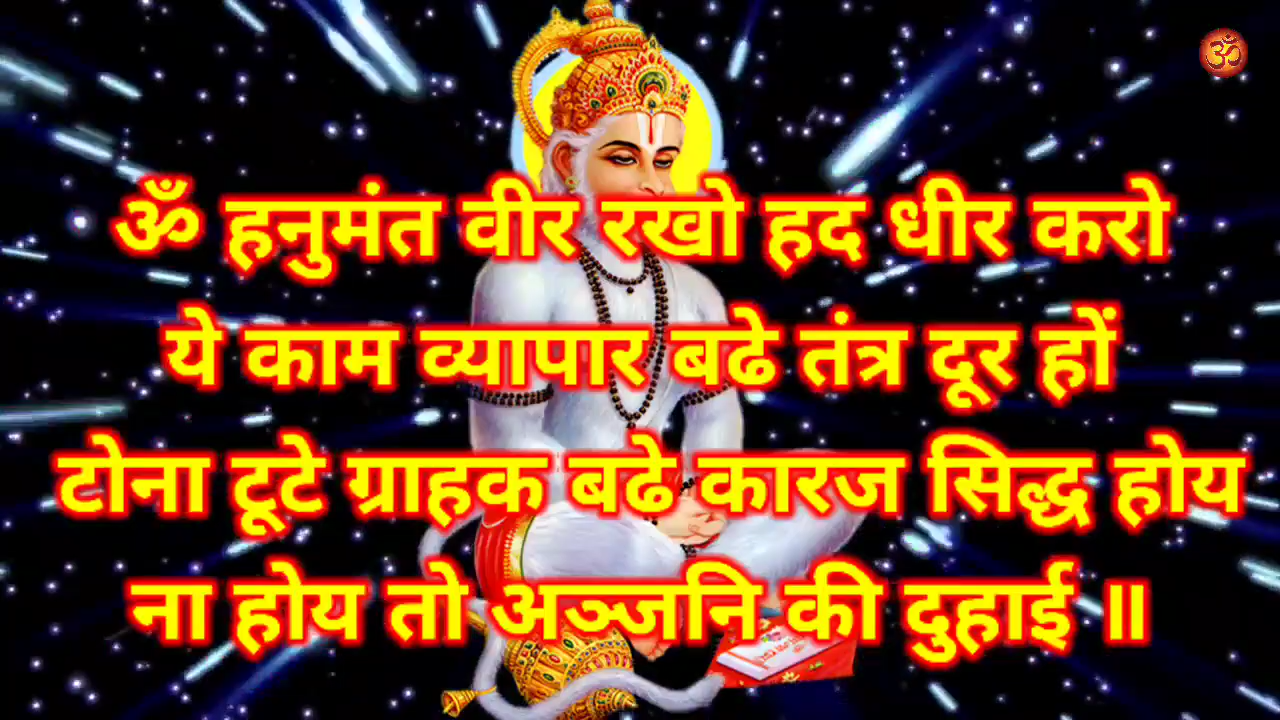 ॐ हनुमंत वीर रखो हद धीर करो
ये काम व्यापार बढे तंत्र दूर हों
टोना टूटे ग्राहक बढे कारज सिद्ध होय
ना होय तो अञ्जनि की दुहाई ॥
ॐ